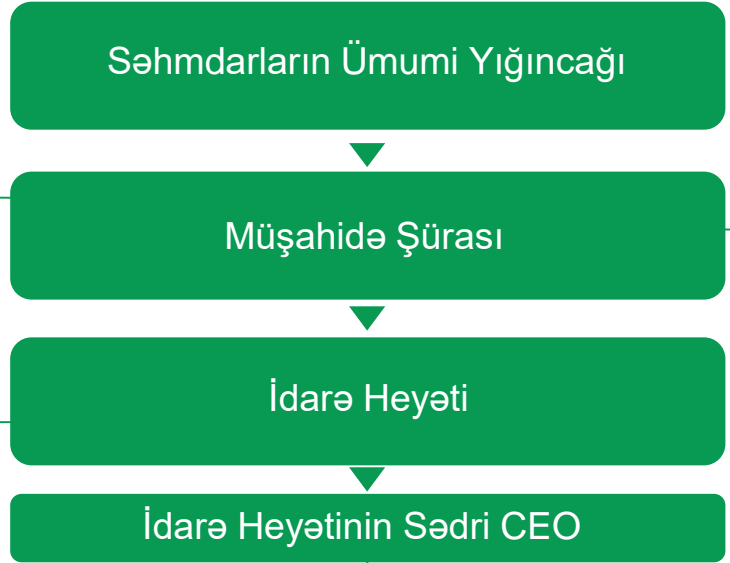 Səhmdarların Ümumi Yığıncağı
Müşahidə Şürası
İdarə Heyəti
İdarə Heyətinin Sədri CEO